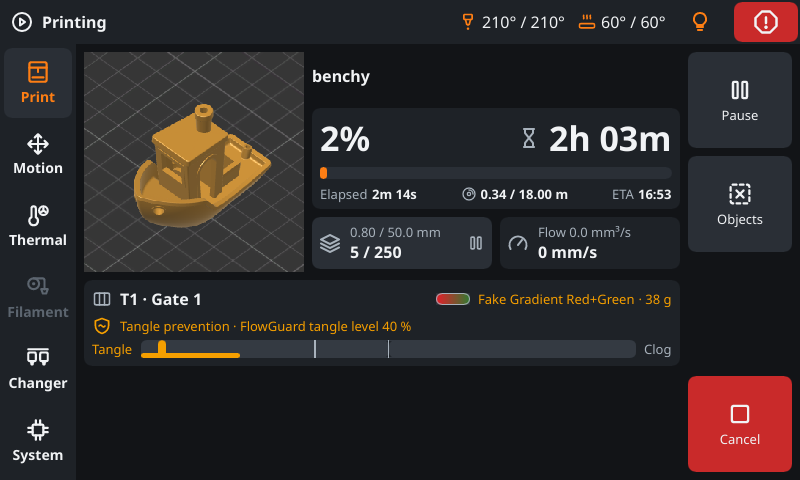 Printing
210° / 210°
60° / 60°
Print
Motion
Thermal
Filament
Changer
System
benchy
2%
2h 03m
Elapsed 2m 14s
0.34 / 18.00 m
ETA 16:53
0.80 / 50.0 mm
5 / 250
Flow 0.0 mm³/s
0 mm/s
T1 · Gate 1
Fake Gradient Red+Green · 38 g
Tangle prevention · FlowGuard tangle level 40 %
Tangle
Clog
Pause
Objects
Cancel